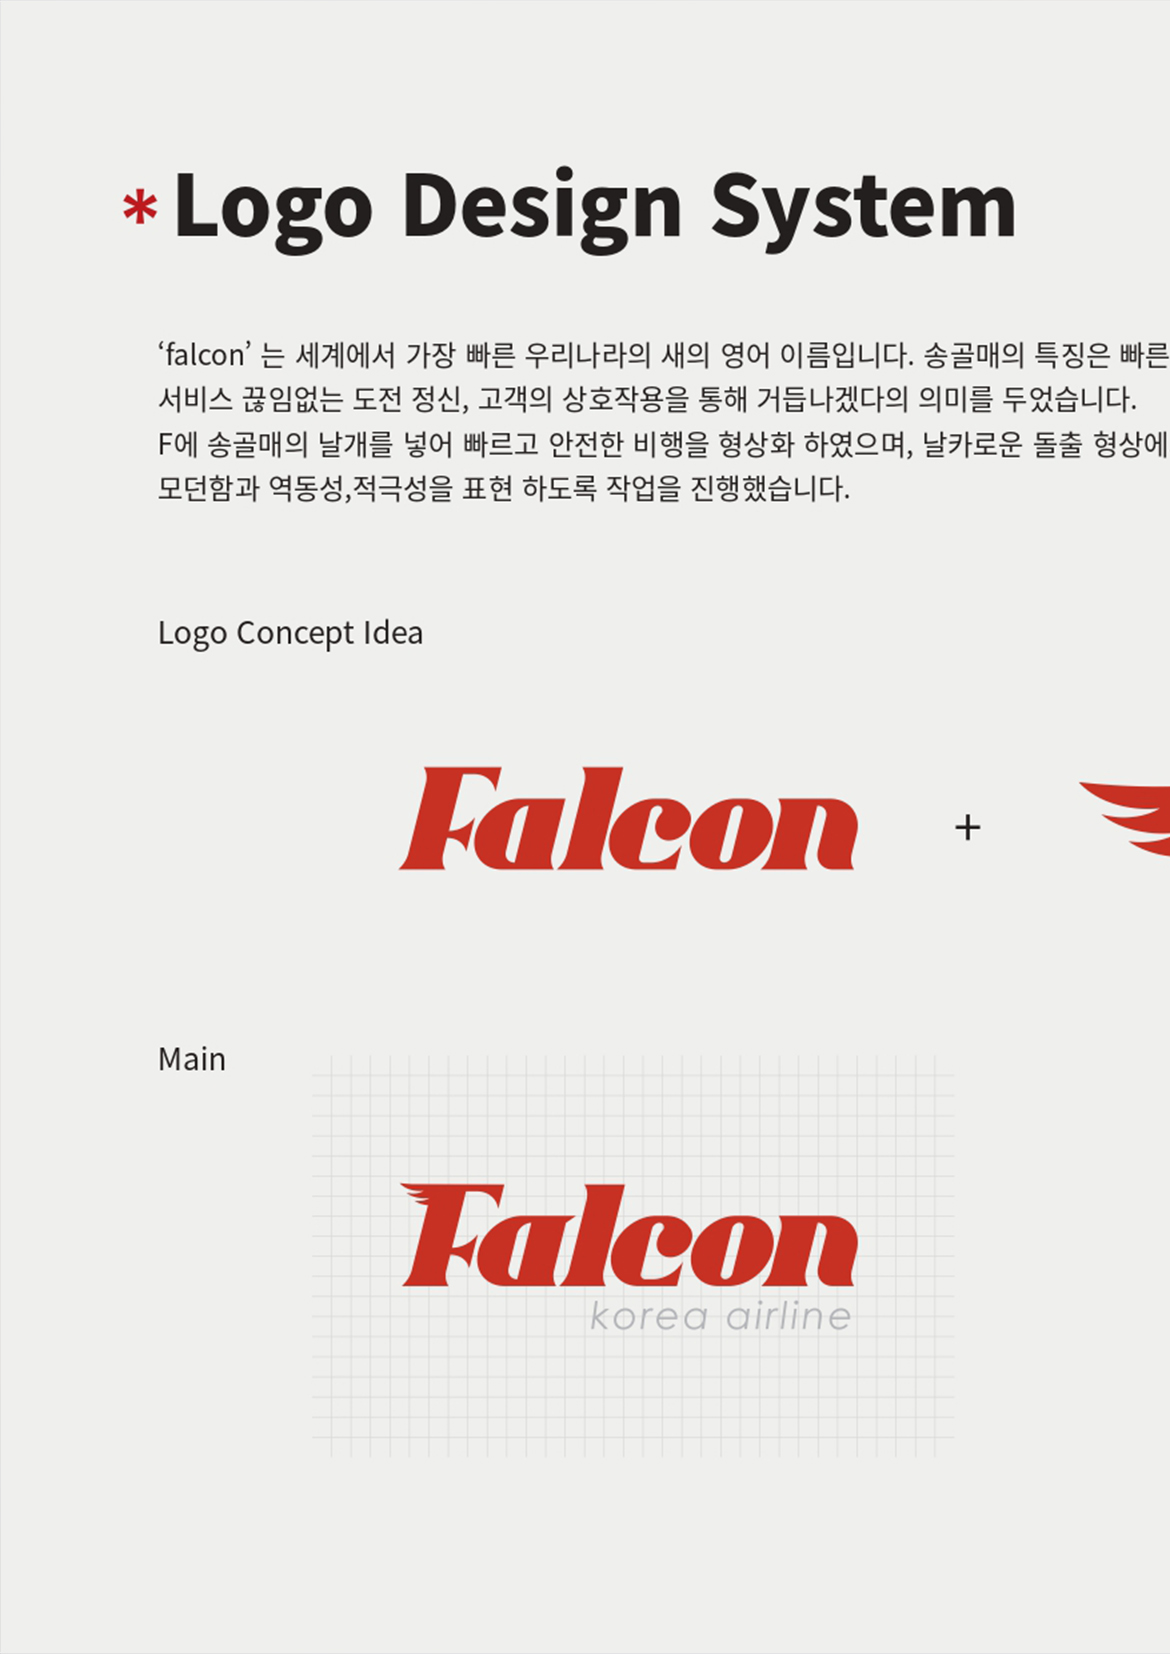 *Logo Design System
‘falcon’ 는 세계에서 가장 빠른 우리나라의 새의 영어 이름입니다. 송골매의 특징은 빠른
서비스 끊임없는 도전 정신, 고객의 상호작용을 통해 거듭나겠다의 의미를 두었습니다.
F에 송골매의 날개를 넣어 빠르고 안전한 비행을 형상화 하였으며, 날카로운 돌출 형상에
모던함과 역동성,적극성을 표현 하도록 작업을 진행했습니다.
Logo Concept Idea
Falcon +
Main
Falcon
korea airline